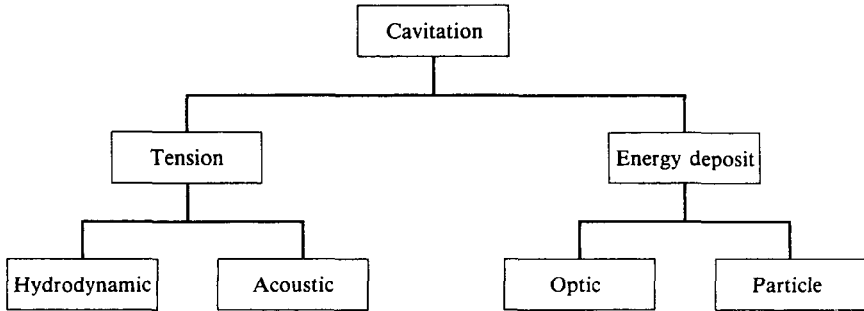 Cavitation
Tension
Energy deposit
Hydrodynamic
Acoustic
Optic
Particle